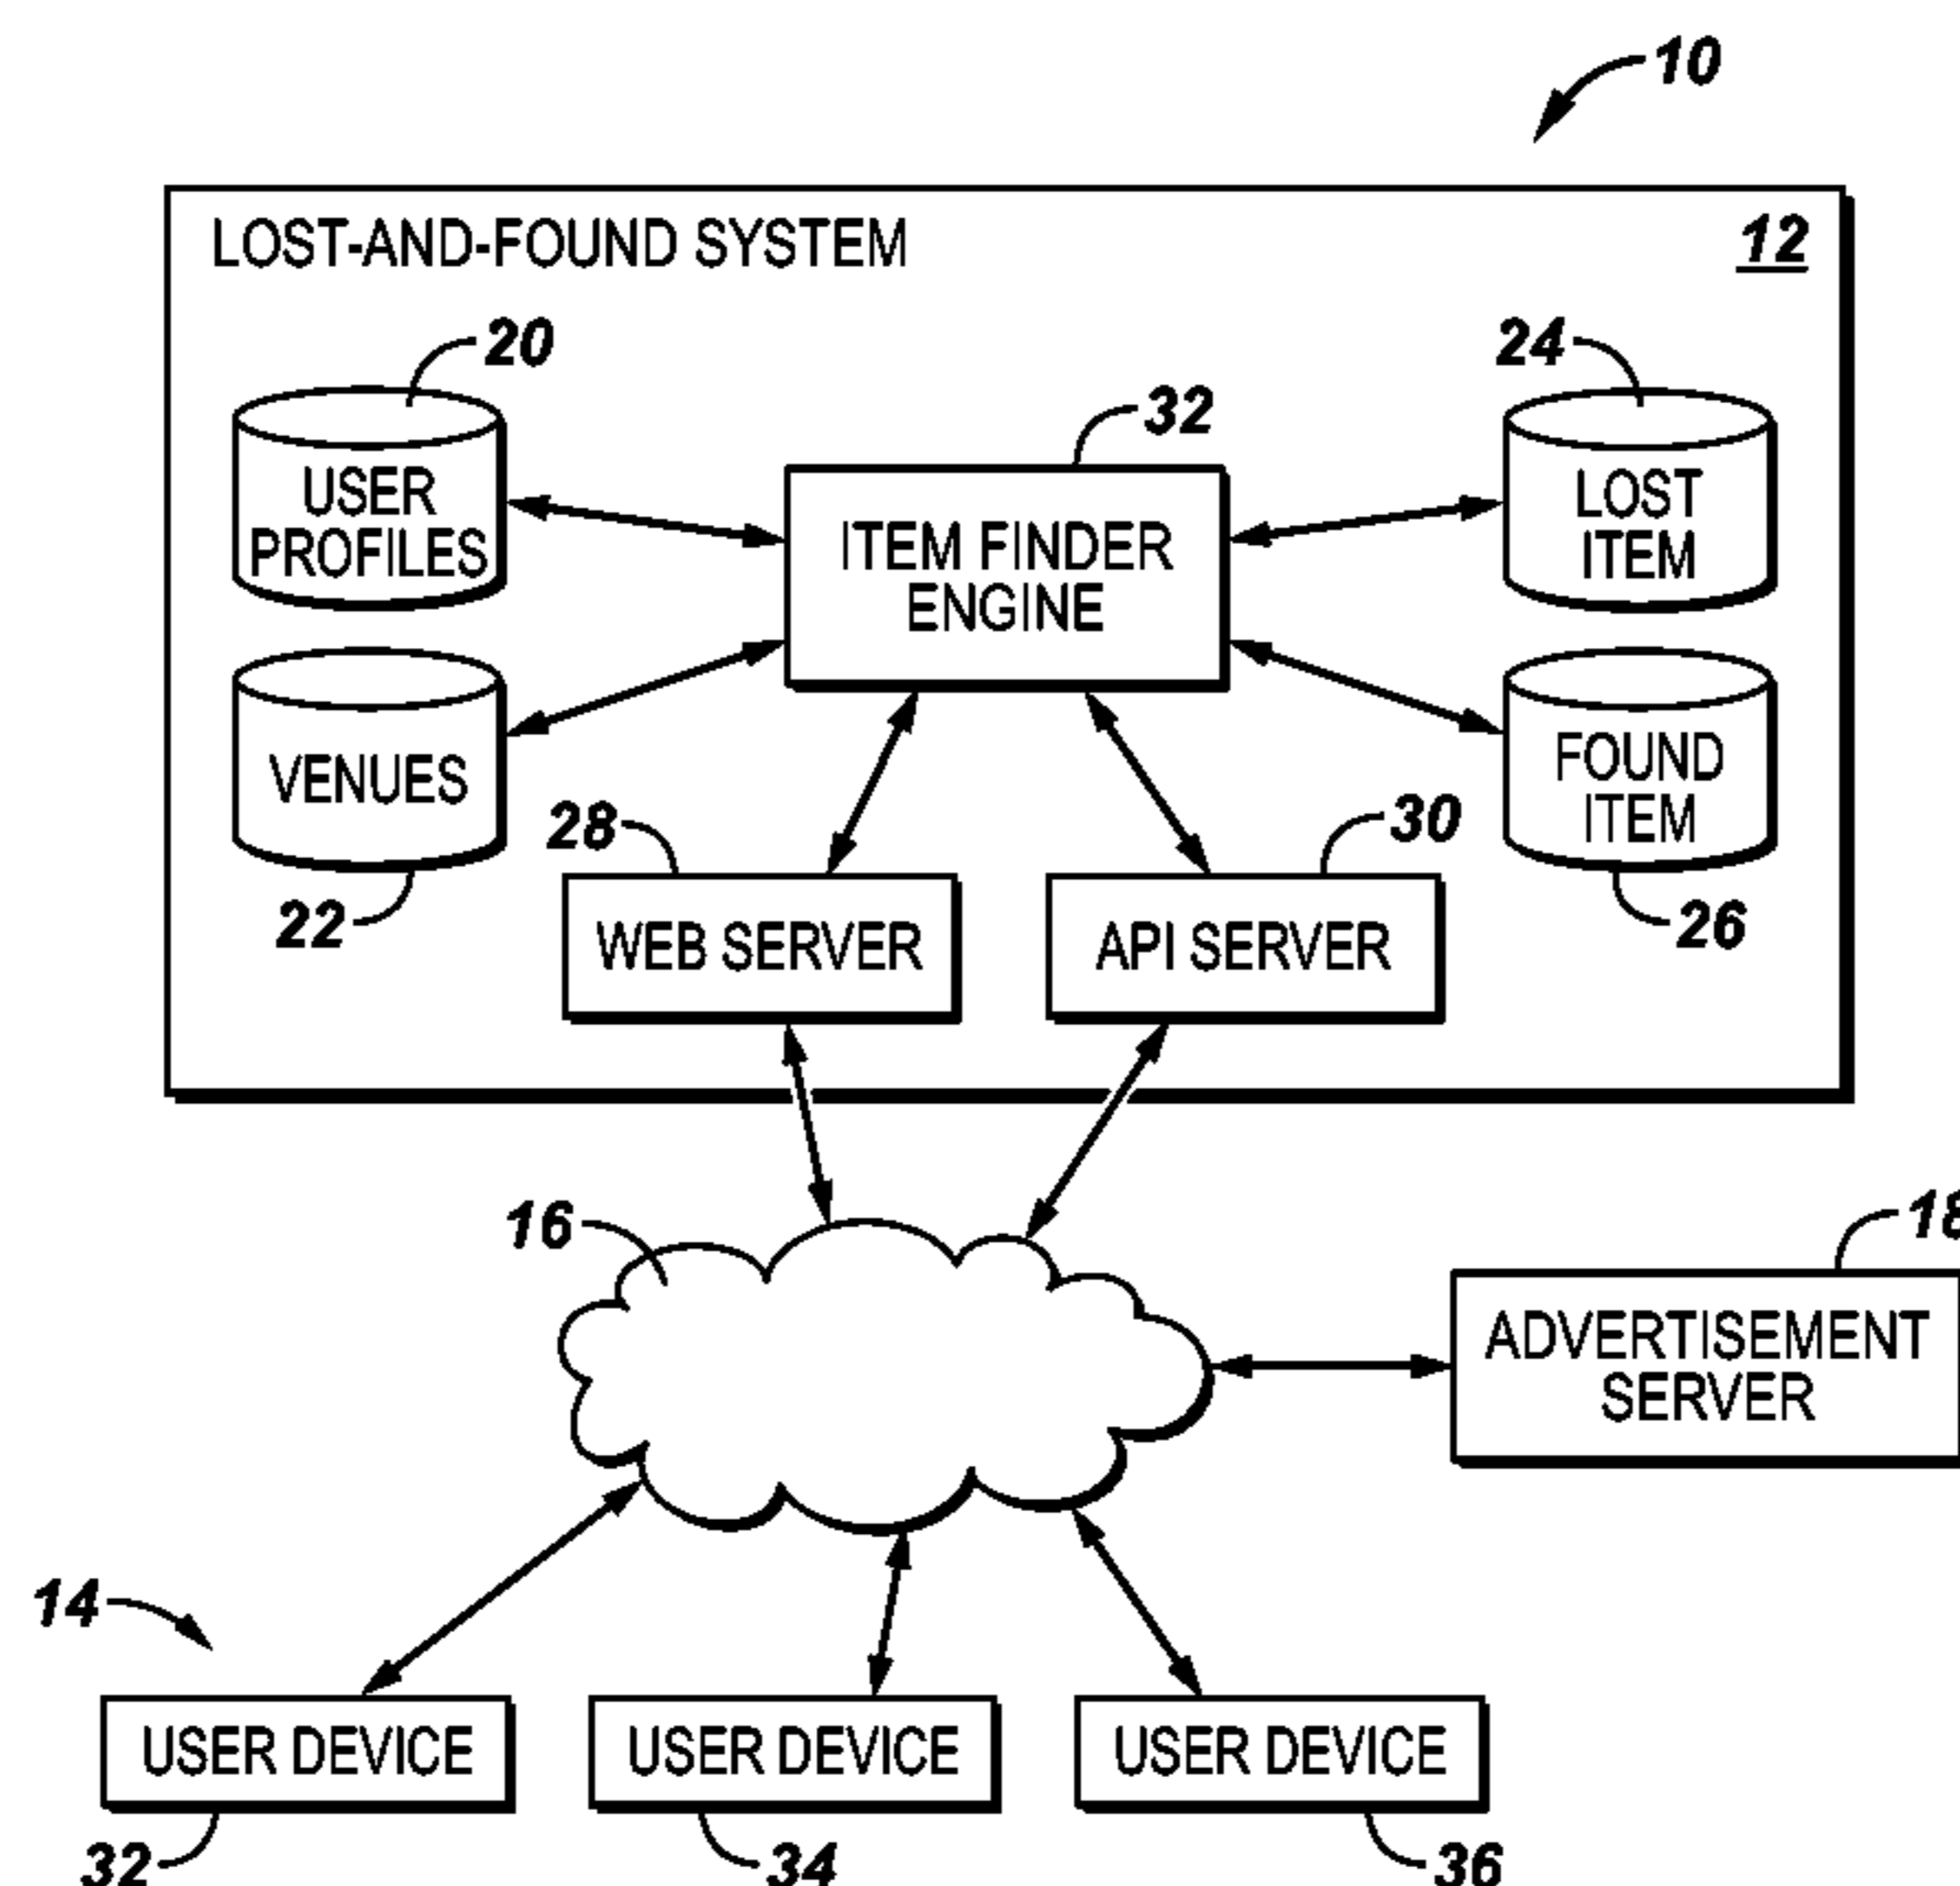 10
LOST-AND-FOUND SYSTEM
12
20
24
32
USER
PROFILES
ITEM FINDER
ENGINE
LOST
ITEM
VENUES
FOUND
ITEM
28
30
22
WEB SERVER
API SERVER
26
16
18
ADVERTISEMENT
SERVER
14
USER DEVICE
USER DEVICE
USER DEVICE
32
34
36